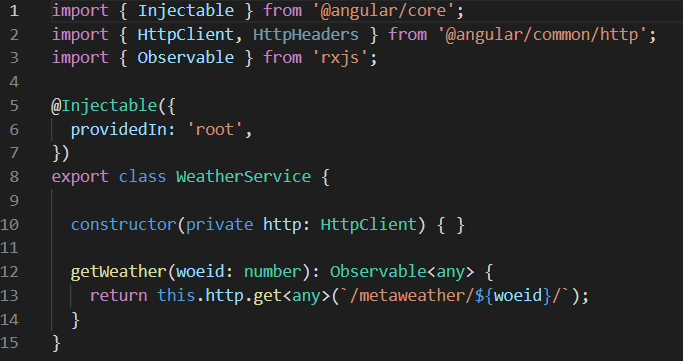 1 import { Injectable } from '@angular/core';
2 import { HttpClient, HttpHeaders } from '@angular/common/http';
3 import { Observable } from 'rxjs';
4
5 @Injectable({
6   providedIn: 'root',
7 })
8 export class WeatherService {
9
10   constructor(private http: HttpClient) { }
11
12   getWeather(woeid: number): Observable<any> {
13     return this.http.get<any>(`/metaweather/${woeid}/`);
14   }
15 }